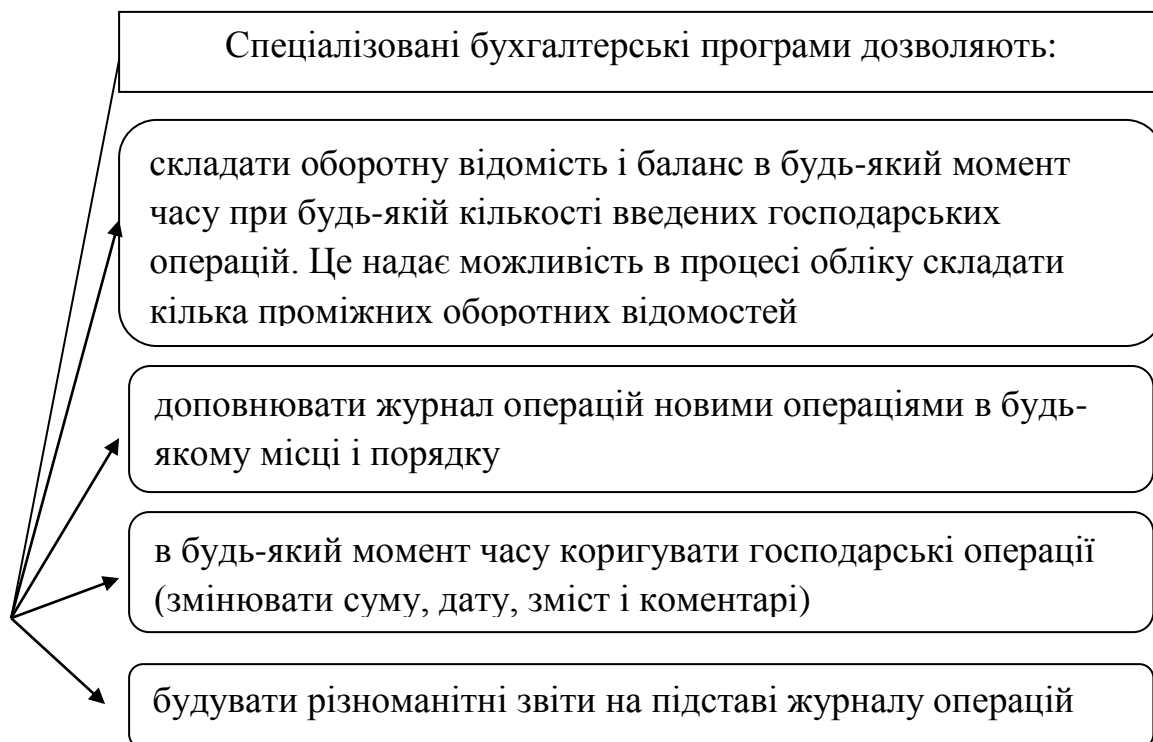 Спеціалізовані бухгалтерські програми дозволяють:
складати оборотну відомість і баланс в будь-який момент
часу при будь-якій кількості введених господарських
операцій. Це надає можливість в процесі обліку складати
кілька проміжних оборотних відомостей
доповнювати журнал операцій новими операціями в будь-
якому місці і порядку
в будь-який момент часу коригувати господарські операції
(змінювати суму, дату, зміст і коментарі)
будувати різноманітні звіти на підставі журналу операцій